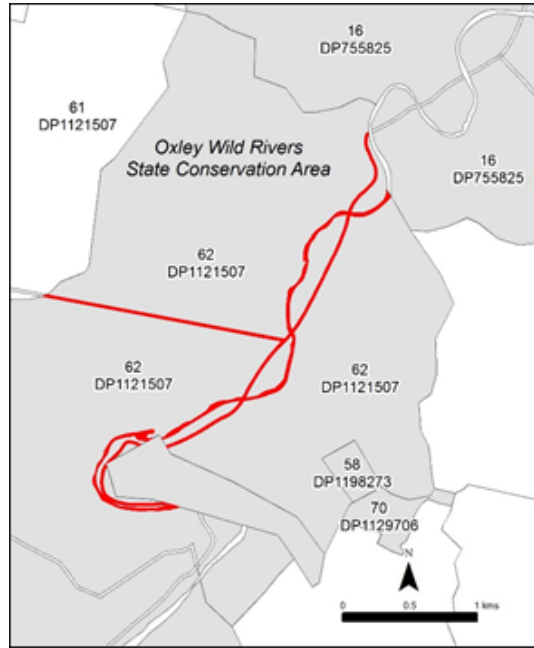 16
DP755825
61
DP1121507
Oxley Wild Rivers
State Conservation Area
16
DP755825
62
DP1121507
62
DP1121507
62
DP1121507
58
DP1198273
70
DP1129706
N
0 0.5 1 kms